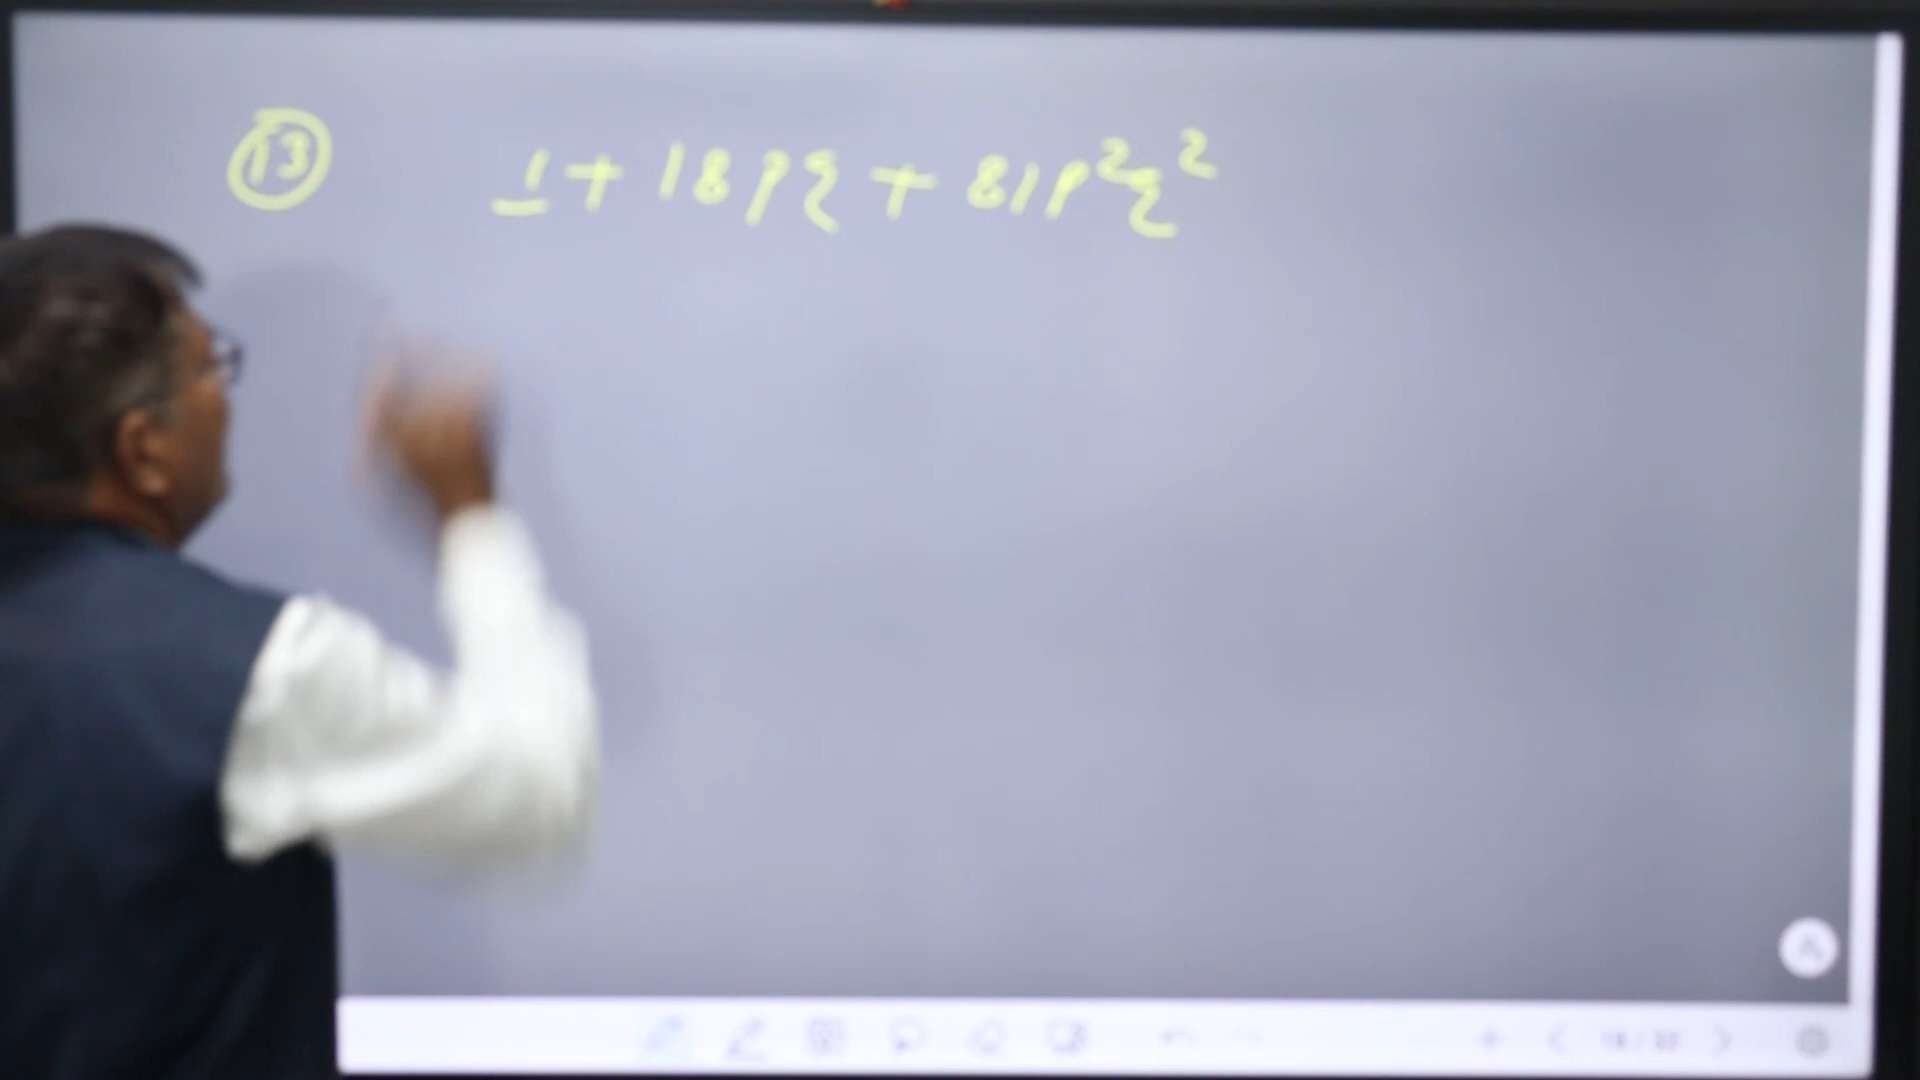 13 1 + 18pq + 81p²q²